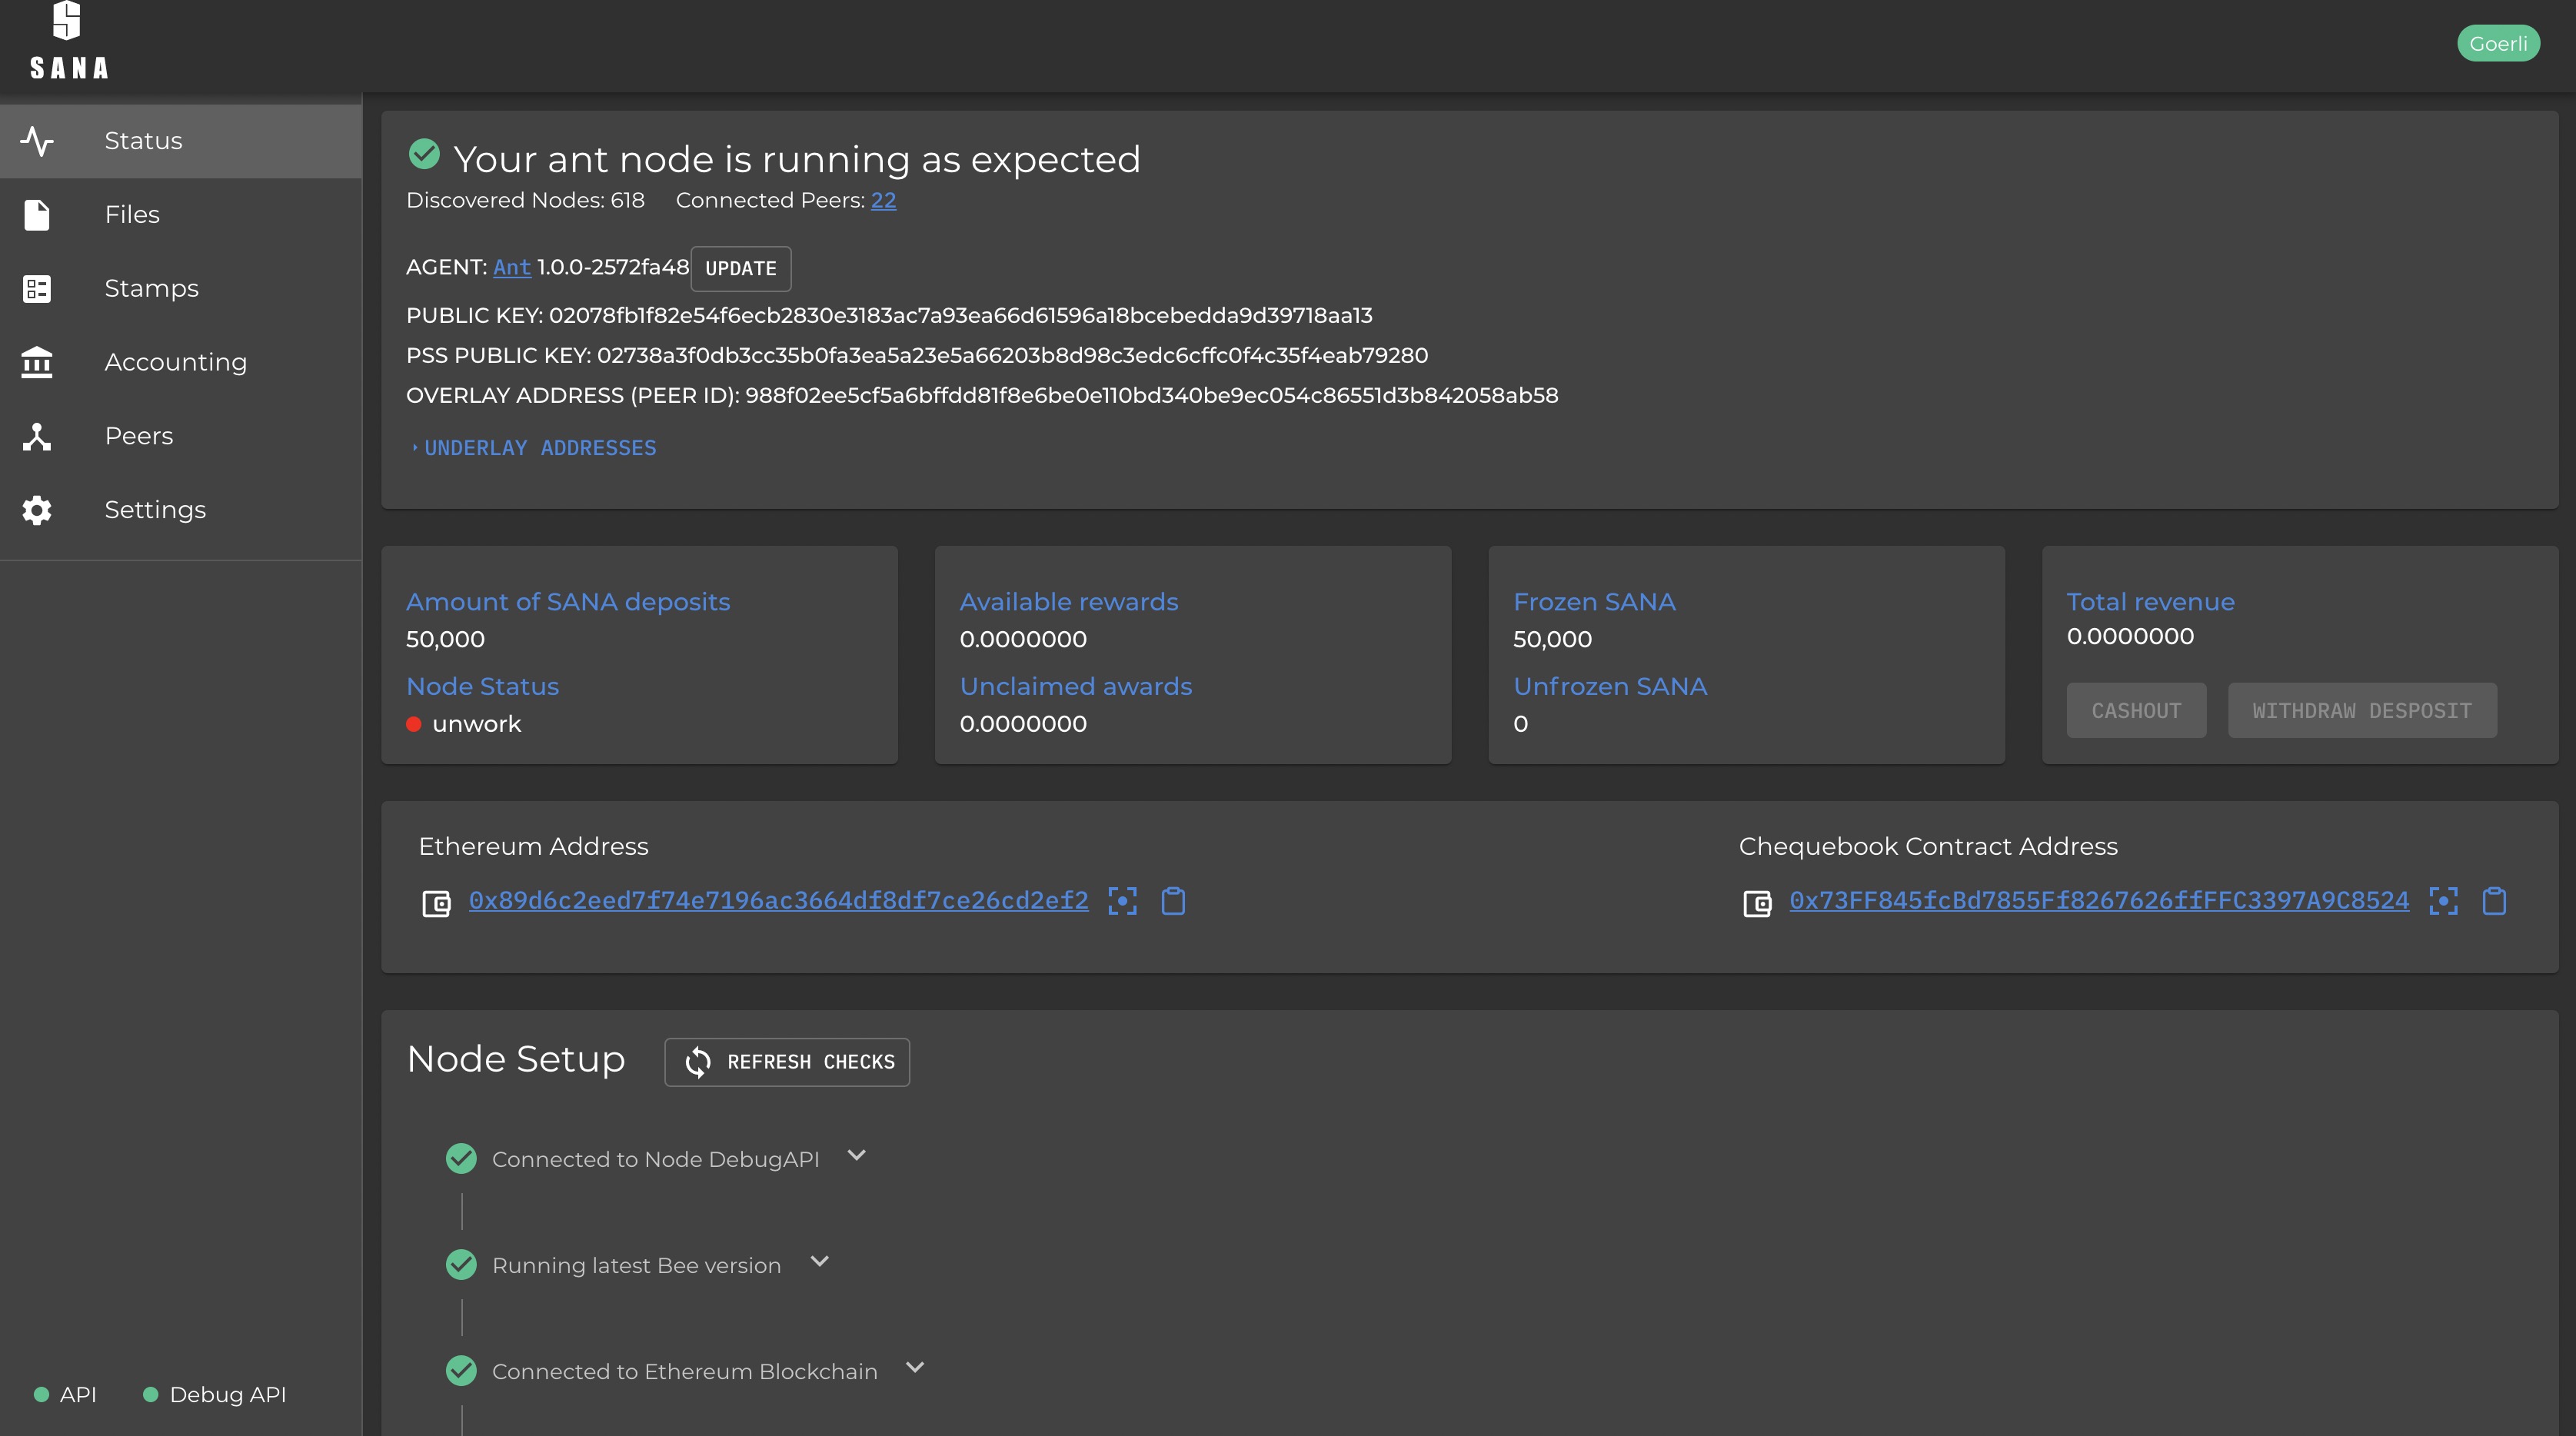 SANA
Goerli
Status
Files
Stamps
Accounting
Peers
Settings
API
Debug API
Your ant node is running as expected
Discovered Nodes: 618 Connected Peers: 22
AGENT: Ant 1.0.0-2572fa48 UPDATE
PUBLIC KEY: 02078fb1f82e54f6ecb2830e3183ac7a93ea66d61596a18bcebedda9d39718aa13
PSS PUBLIC KEY: 02738a3f0db3cc35b0fa3ea5a23e5a66203b8d98c3edc6cffc0f4c35f4eab79280
OVERLAY ADDRESS (PEER ID): 988f02ee5cf5a6bffdd81f8e6be0e110bd340be9ec054c86551d3b842058ab58
UNDERLAY ADDRESSES
Amount of SANA deposits
50,000
Node Status
unwork
Available rewards
0.0000000
Unclaimed awards
0.0000000
Frozen SANA
50,000
Unfrozen SANA
0
Total revenue
0.0000000
CASHOUT WITHDRAW DESPOSIT
Ethereum Address
0x89d6c2eed7f74e7196ac3664df8df7ce26cd2ef2
Chequebook Contract Address
0x73FF845fcBd7855Ff8267626ffFFC3397A9C8524
Node Setup REFRESH CHECKS
Connected to Node DebugAPI
Running latest Bee version
Connected to Ethereum Blockchain